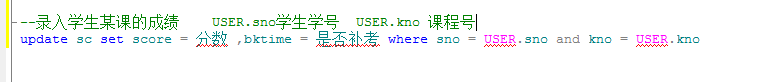 ---录入学生某课的成绩    USER.sno学生学号  USER.kno 课程号
update sc set score = 分数 ,bktime = 是否补考 where sno = USER.sno and kno = USER.kno